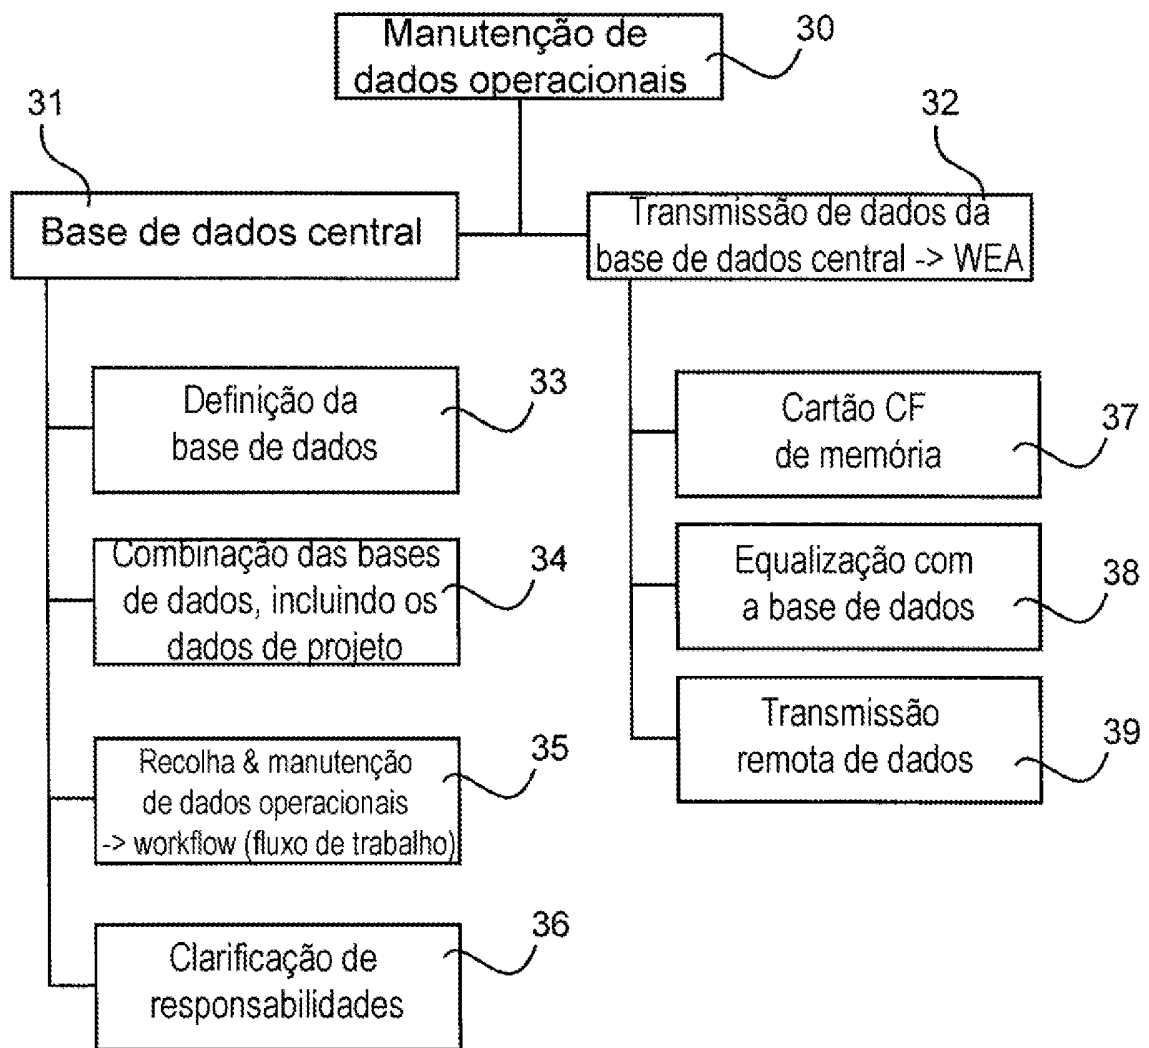 Manutenção de
dados operacionais
30
31
Base de dados central
32
Transmissão de dados da
base de dados central -> WEA
Definição da
base de dados
33
Combinação das bases
de dados, incluindo os
dados de projeto
34
Recolha & manutenção
de dados operacionais
-> workflow (fluxo de trabalho)
35
Clarificação de
responsabilidades
36
Cartão CF
de memória
37
Equalização com
a base de dados
38
Transmissão
remota de dados
39